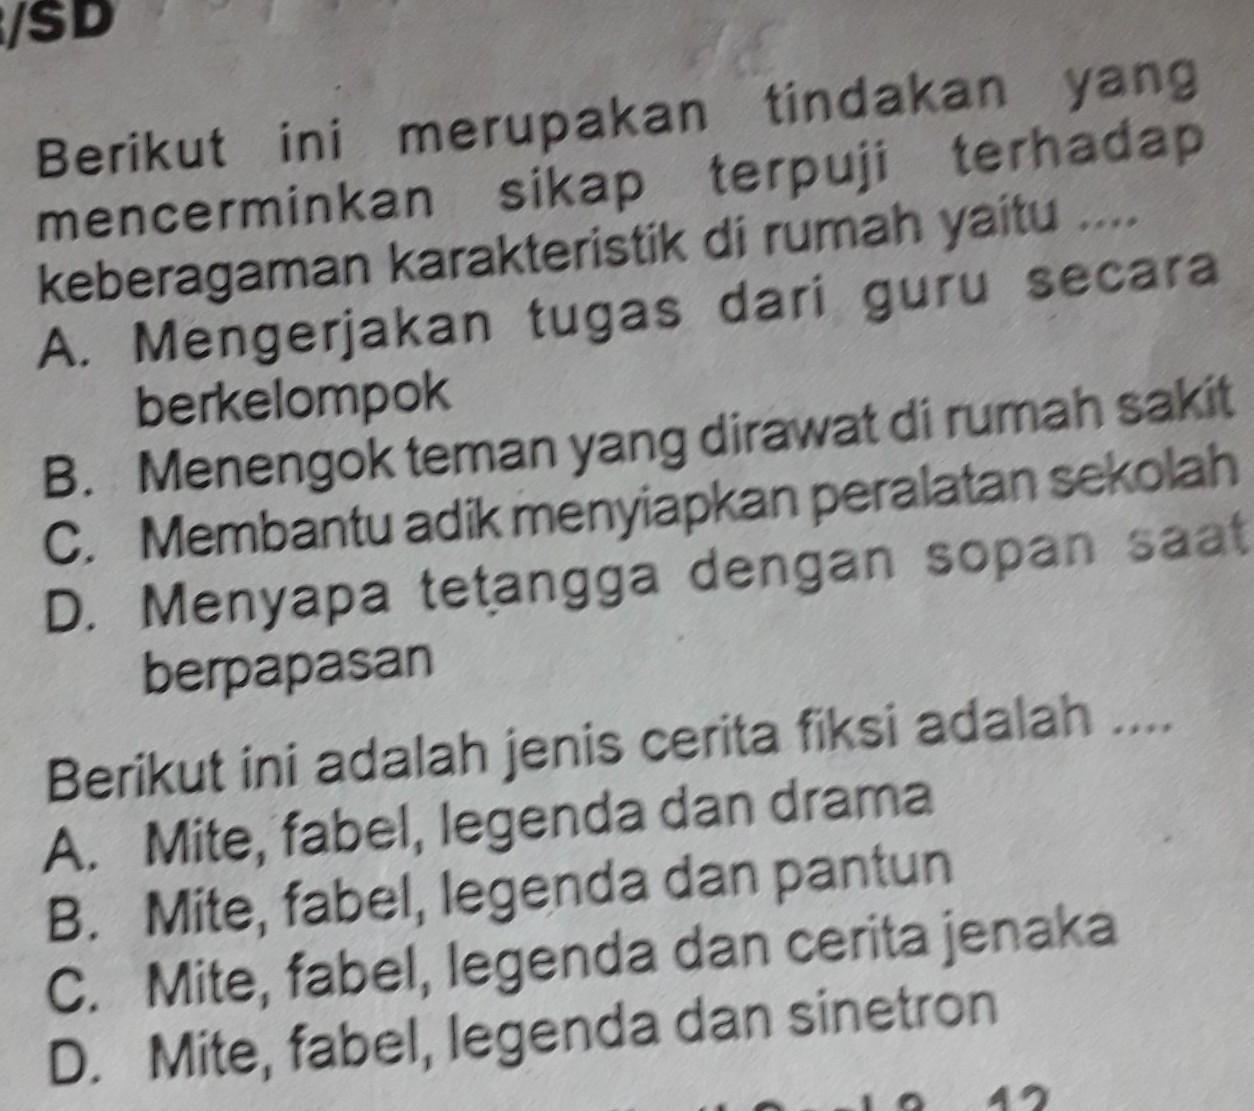 /SD
Berikut ini merupakan tindakan yang
mencerminkan sikap terpuji terhadap
keberagaman karakteristik di rumah yaitu ....
A. Mengerjakan tugas dari guru secara
berkelompok
B. Menengok teman yang dirawat di rumah sakit
C. Membantu adik menyiapkan peralatan sekolah
D. Menyapa tetangga dengan sopan saat
berpapasan
Berikut ini adalah jenis cerita fiksi adalah ....
A. Mite, fabel, legenda dan drama
B. Mite, fabel, legenda dan pantun
C. Mite, fabel, legenda dan cerita jenaka
D. Mite, fabel, legenda dan sinetron